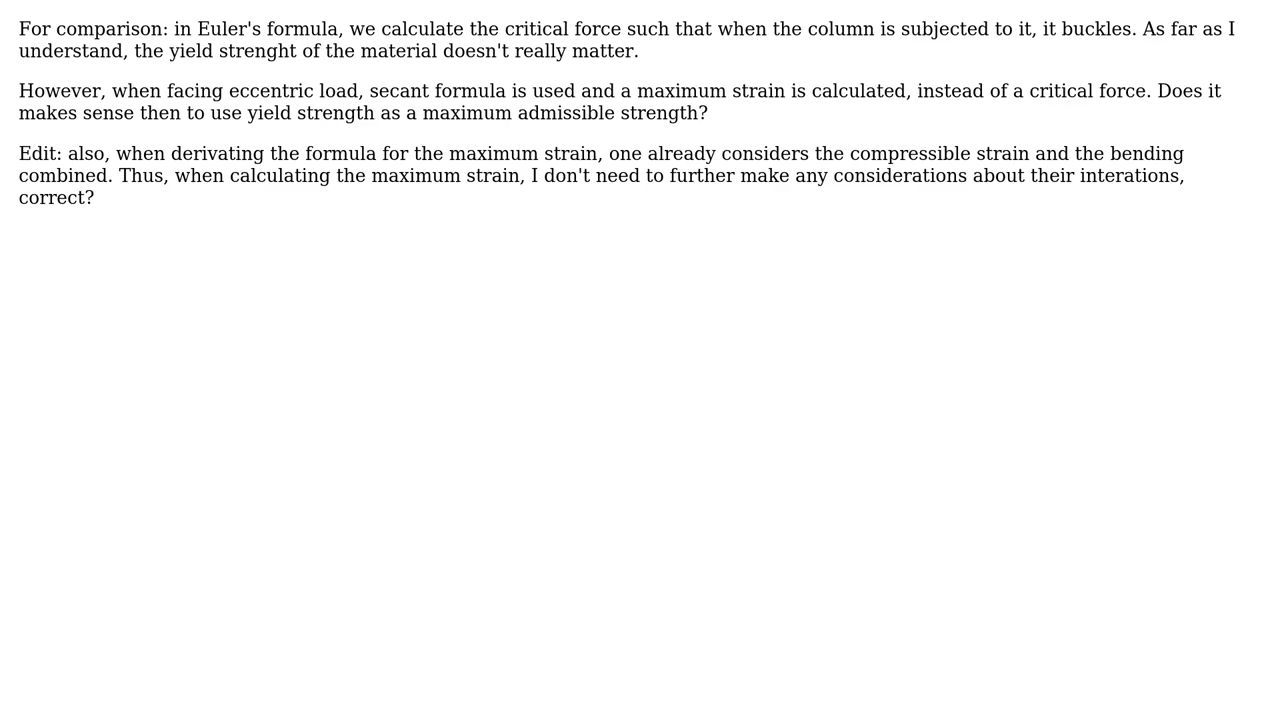 For comparison: in Euler's formula, we calculate the critical force such that when the column is subjected to it, it buckles. As far as I
understand, the yield strenght of the material doesn't really matter.
However, when facing eccentric load, secant formula is used and a maximum strain is calculated, instead of a critical force. Does it
makes sense then to use yield strength as a maximum admissible strength?
Edit: also, when derivating the formula for the maximum strain, one already considers the compressible strain and the bending
combined. Thus, when calculating the maximum strain, I don't need to further make any considerations about their interations,
correct?